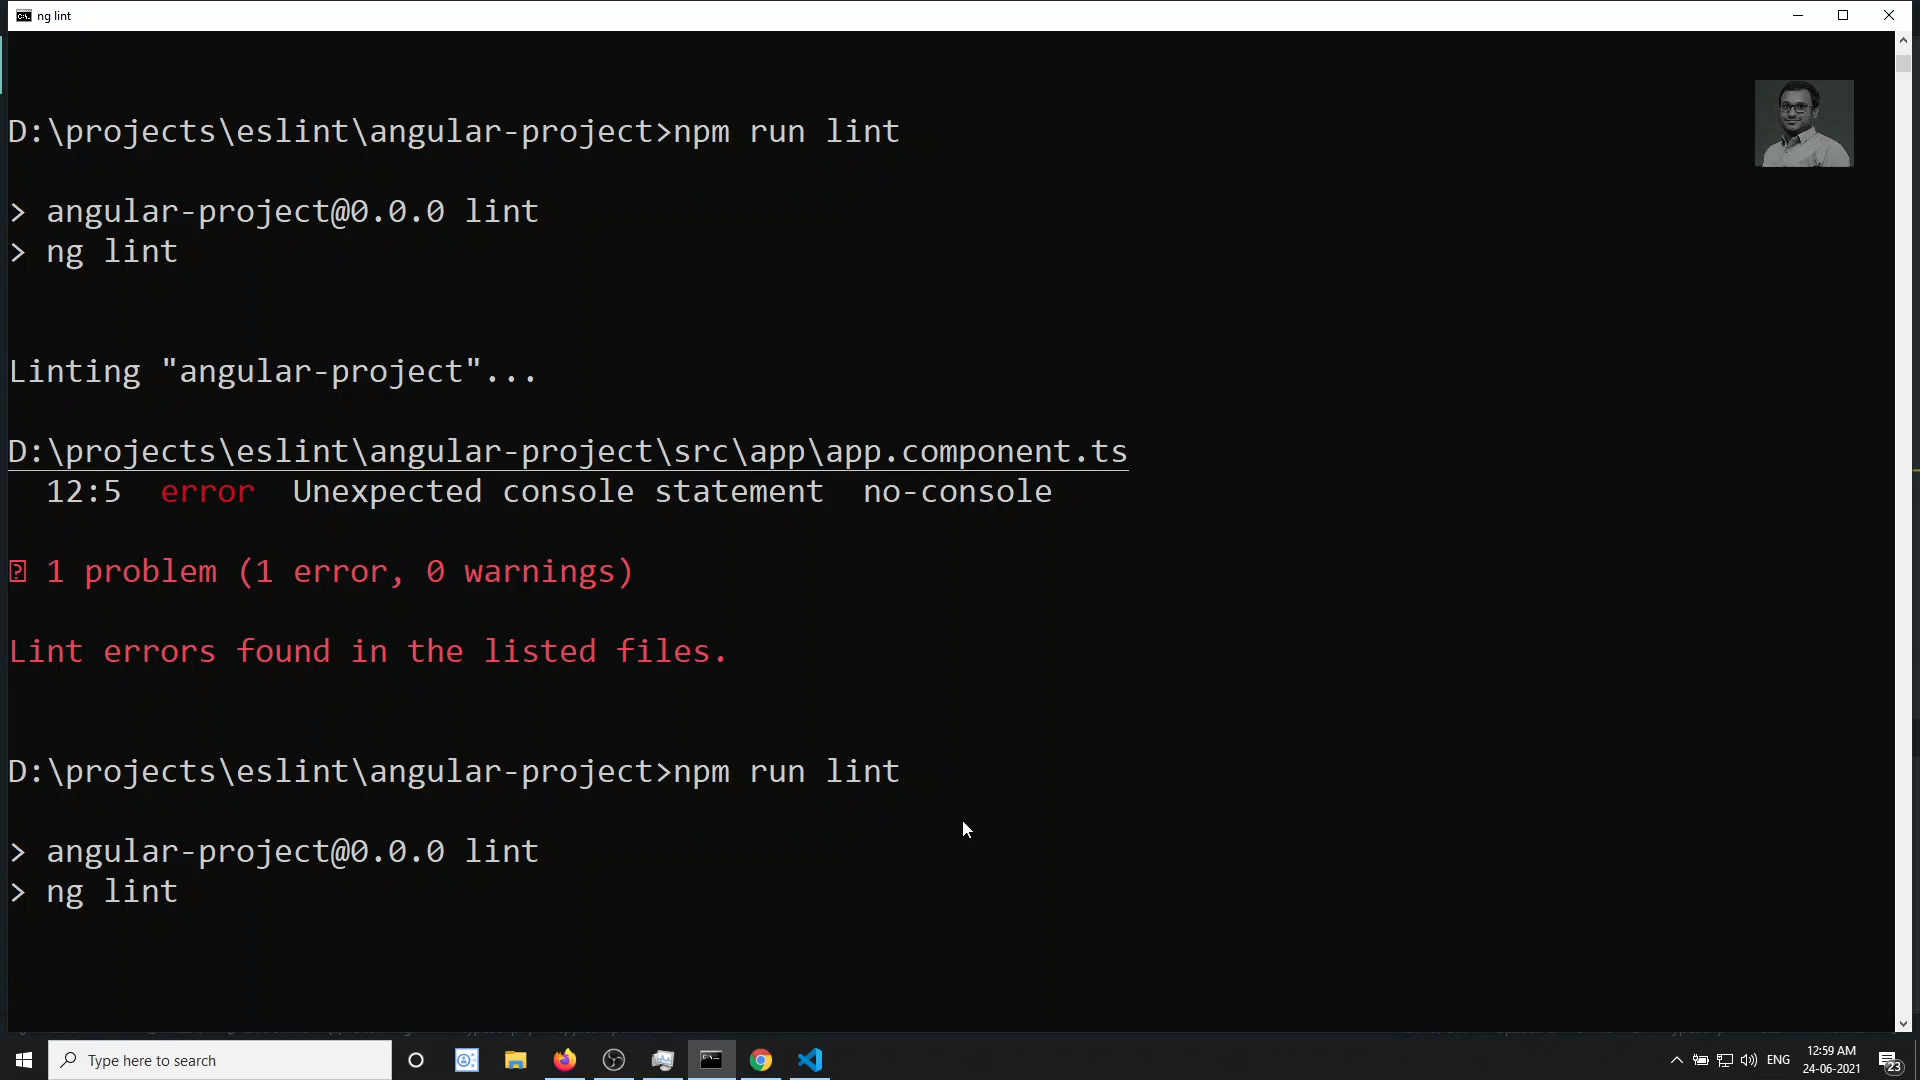 ng lint
D:\projects\eslint\angular-project>npm run lint
> angular-project@0.0.0 lint
> ng lint
Linting "angular-project"...
D:\projects\eslint\angular-project\src\app\app.component.ts
12:5 error Unexpected console statement no-console
1 problem (1 error, 0 warnings)
Lint errors found in the listed files.
D:\projects\eslint\angular-project>npm run lint
> angular-project@0.0.0 lint
> ng lint
Type here to search
ENG
12:59 AM
24-06-2021
23